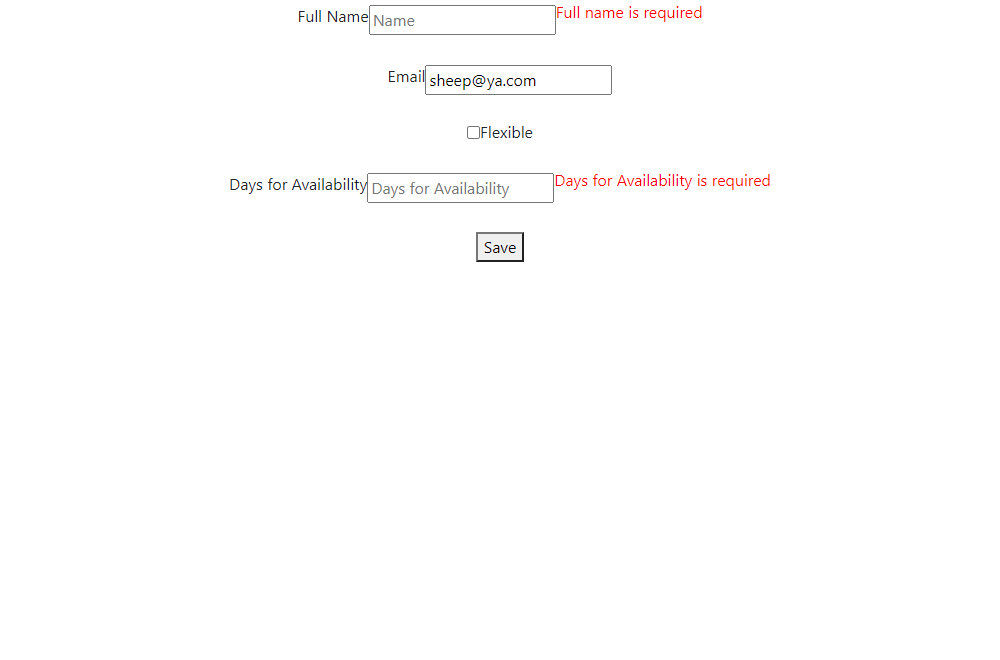 Full Name Name Full name is required
Email sheep@ya.com
Flexible
Days for Availability Days for Availability Days for Availability is required
Save